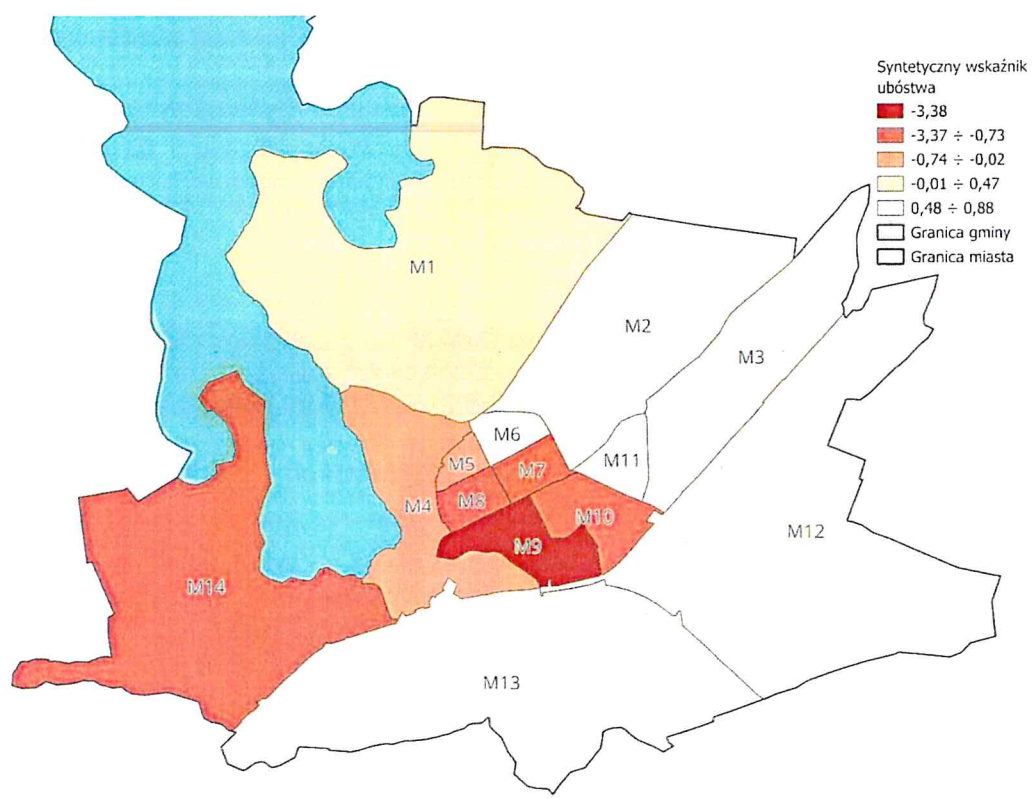 Syntetyczny wskaźnik
ubóstwa
-3,38
-3,37 ÷ -0,73
-0,74 ÷ -0,02
-0,01 ÷ 0,47
0,48 ÷ 0,88
Granica gminy
Granica miasta
M1
M2
M3
M6
M5
M7
M11
M4
M8
M10
M9
M12
M14
M13